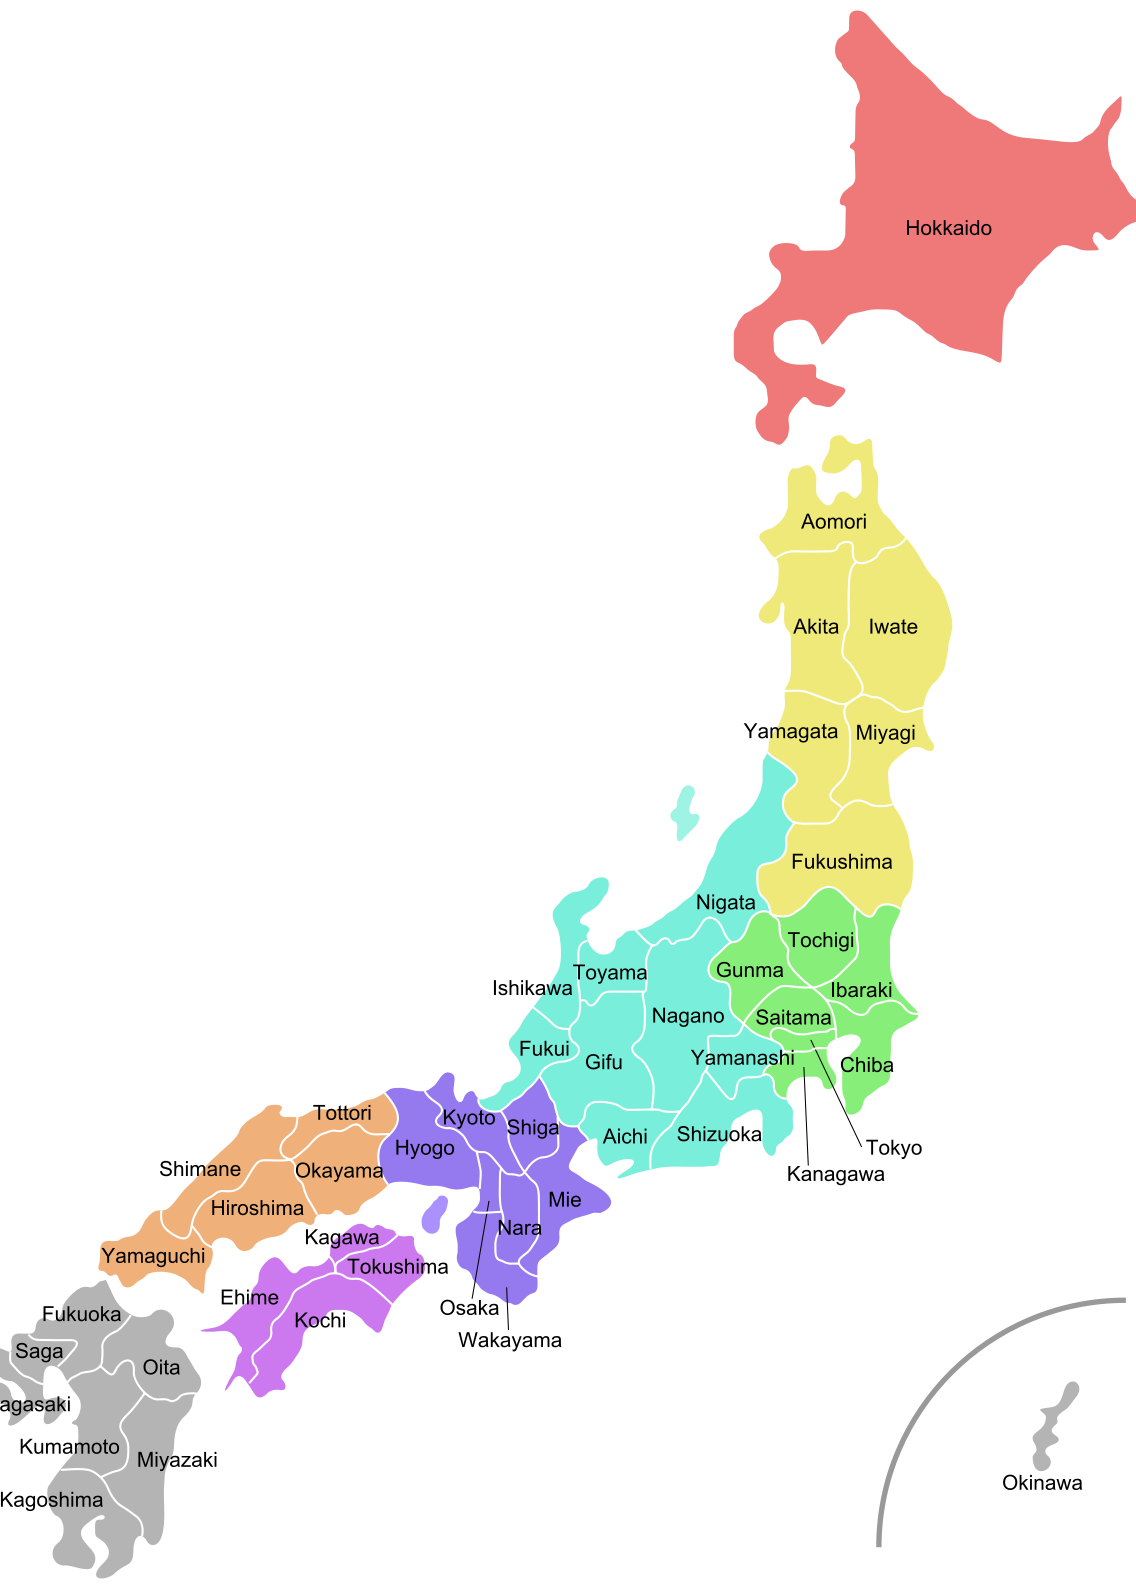 Hokkaido
Aomori
Akita
Iwate
Yamagata
Miyagi
Fukushima
Nigata
Tochigi
Gunma
Toyama
Ishikawa
Ibaraki
Nagano
Saitama
Fukui
Gifu
Yamanashi
Chiba
Tottori
Kyoto
Shiga
Aichi
Shizuoka
Hyogo
Tokyo
Shimane
Okayama
Kanagawa
Mie
Hiroshima
Nara
Kagawa
Yamaguchi
Tokushima
Ehime
Osaka
Fukuoka
Kochi
Wakayama
Saga
Oita
agasaki
Kumamoto
Miyazaki
Okinawa
Kagoshima